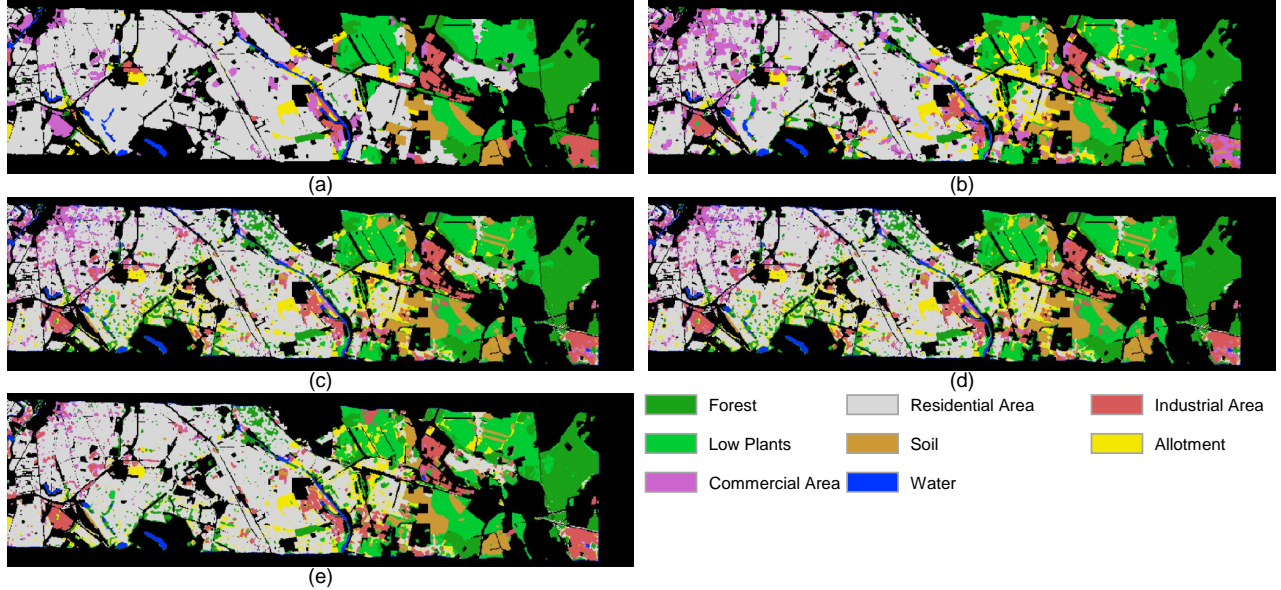 (a)
(b)
(c)
(d)
Forest
Residential Area
Industrial Area
Low Plants
Soil
Allotment
Commercial Area
Water
(e)